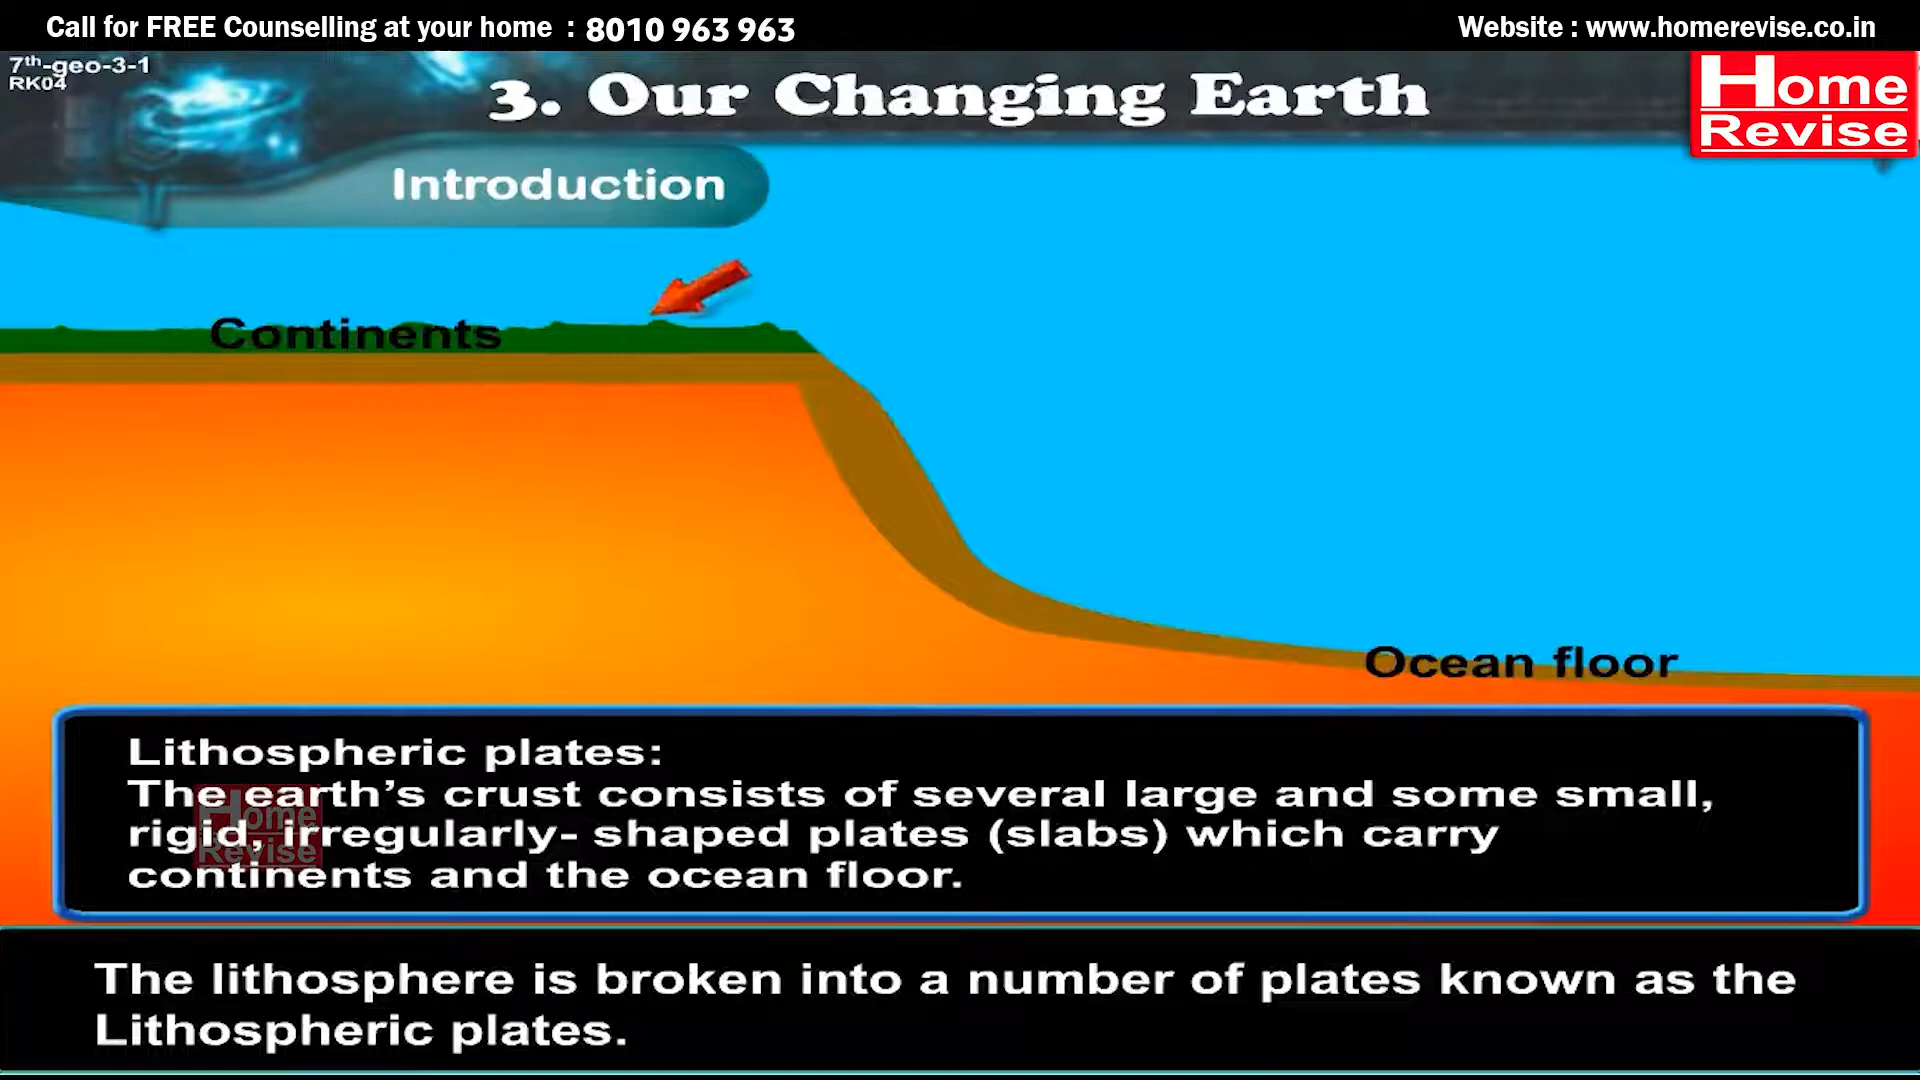 Call for FREE Counselling at your home : 8010 963 963
Website : www.homerevise.co.in
7th-geo-3-1
RK04
3. Our Changing Earth
Home
Revise
Introduction
Continents
Ocean floor
Lithospheric plates:
The earth's crust consists of several large and some small,
rigid, irregularly- shaped plates (slabs) which carry
continents and the ocean floor.
Home
Revise
The lithosphere is broken into a number of plates known as the
Lithospheric plates.